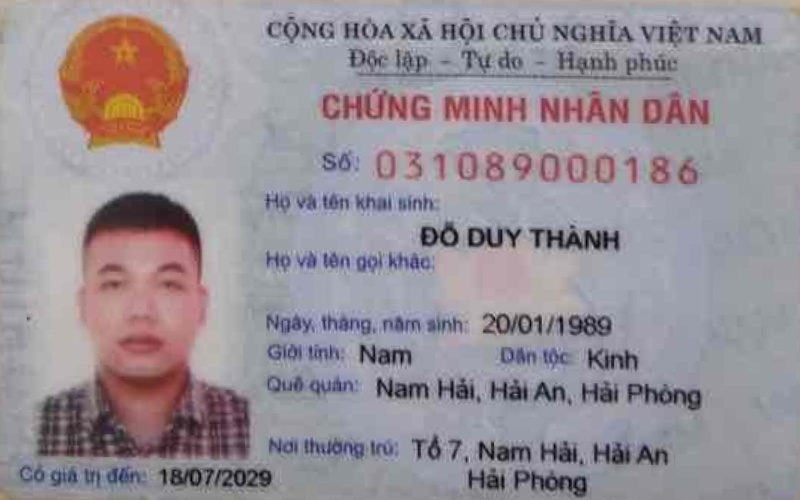 CỘNG HÒA XÃ HỘI CHỦ NGHĨA VIỆT NAM
Độc lập - Tự do - Hạnh phúc
CHỨNG MINH NHÂN DÂN
Số: 031089000186
Họ và tên khai sinh:
ĐỖ DUY THÀNH
Họ và tên gọi khác:
Ngày, tháng, năm sinh: 20/01/1989
Giới tính: Nam Dân tộc: Kinh
Quê quán: Nam Hải, Hải An, Hải Phòng
Nơi thường trú: Tổ 7, Nam Hải, Hải An
Hải Phòng
Có giá trị đến: 18/07/2029